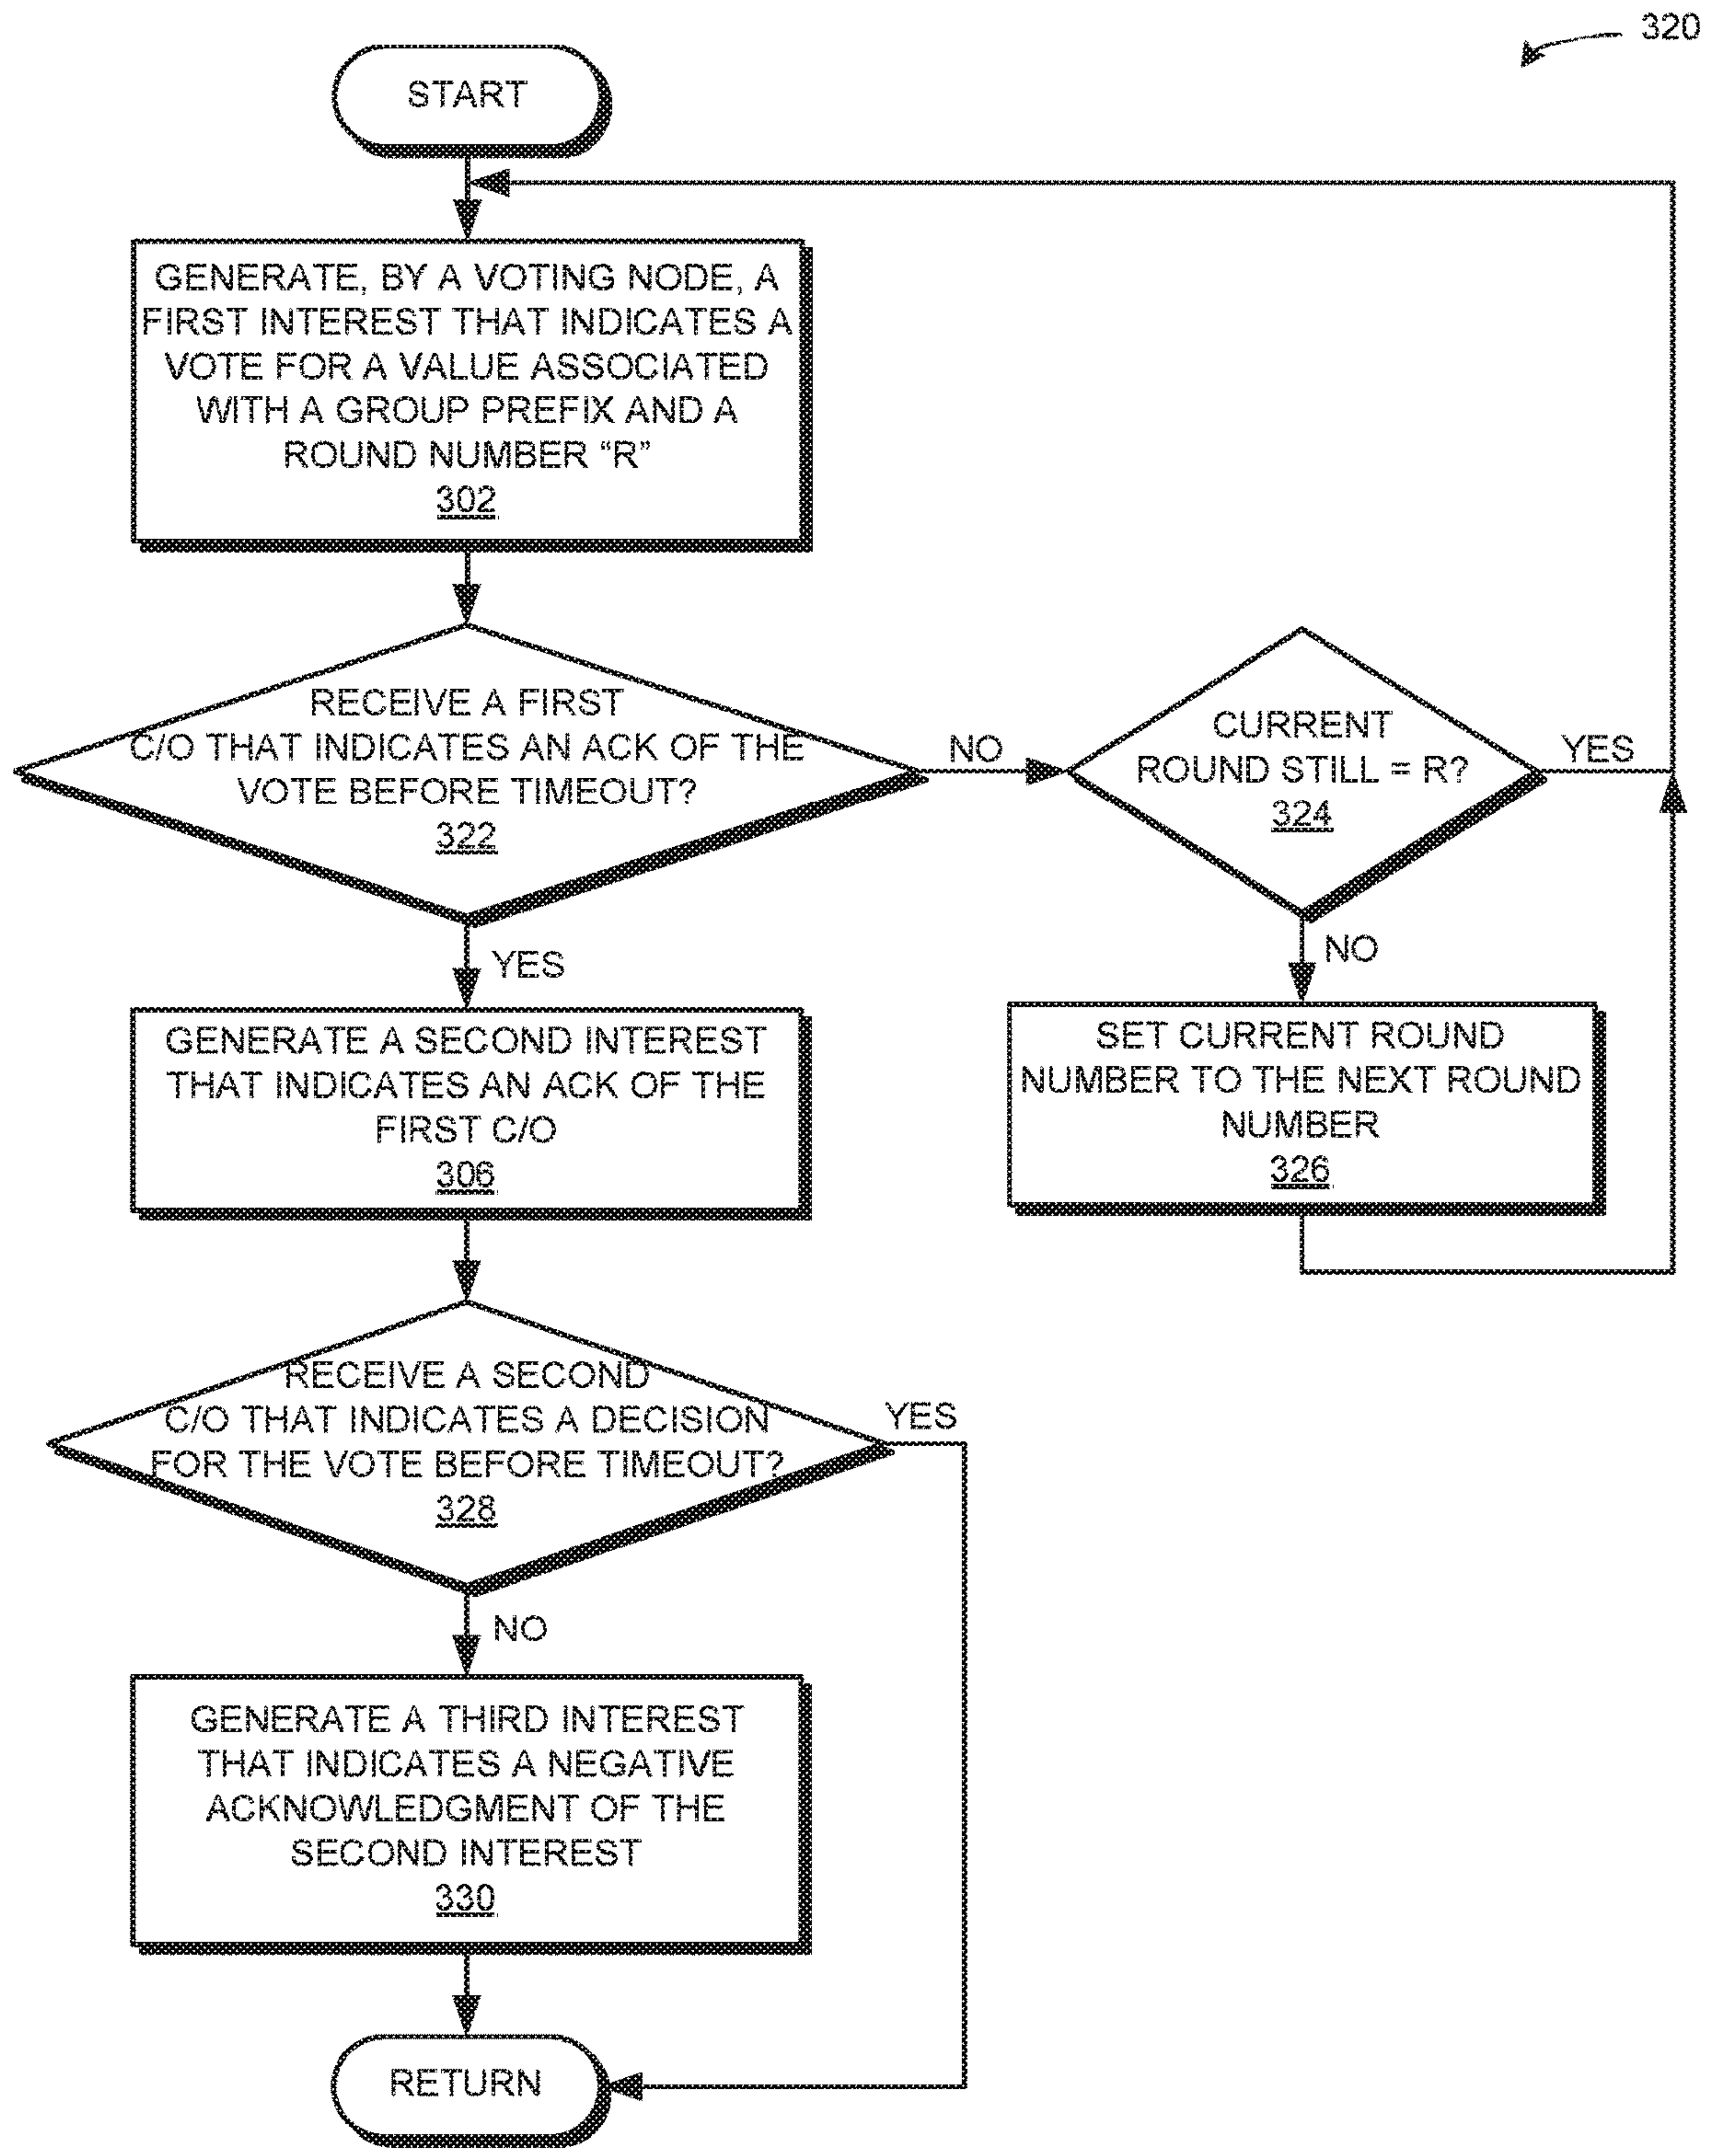 320
START
GENERATE, BY A VOTING NODE, A
FIRST INTEREST THAT INDICATES A
VOTE FOR A VALUE ASSOCIATED
WITH A GROUP PREFIX AND A
ROUND NUMBER “R”
302
RECEIVE A FIRST
C/O THAT INDICATES AN ACK OF THE
VOTE BEFORE TIMEOUT?
322
NO
CURRENT
ROUND STILL = R?
324
YES
YES
NO
GENERATE A SECOND INTEREST
THAT INDICATES AN ACK OF THE
FIRST C/O
306
SET CURRENT ROUND
NUMBER TO THE NEXT ROUND
NUMBER
326
RECEIVE A SECOND
C/O THAT INDICATES A DECISION
FOR THE VOTE BEFORE TIMEOUT?
328
YES
NO
GENERATE A THIRD INTEREST
THAT INDICATES A NEGATIVE
ACKNOWLEDGMENT OF THE
SECOND INTEREST
330
RETURN